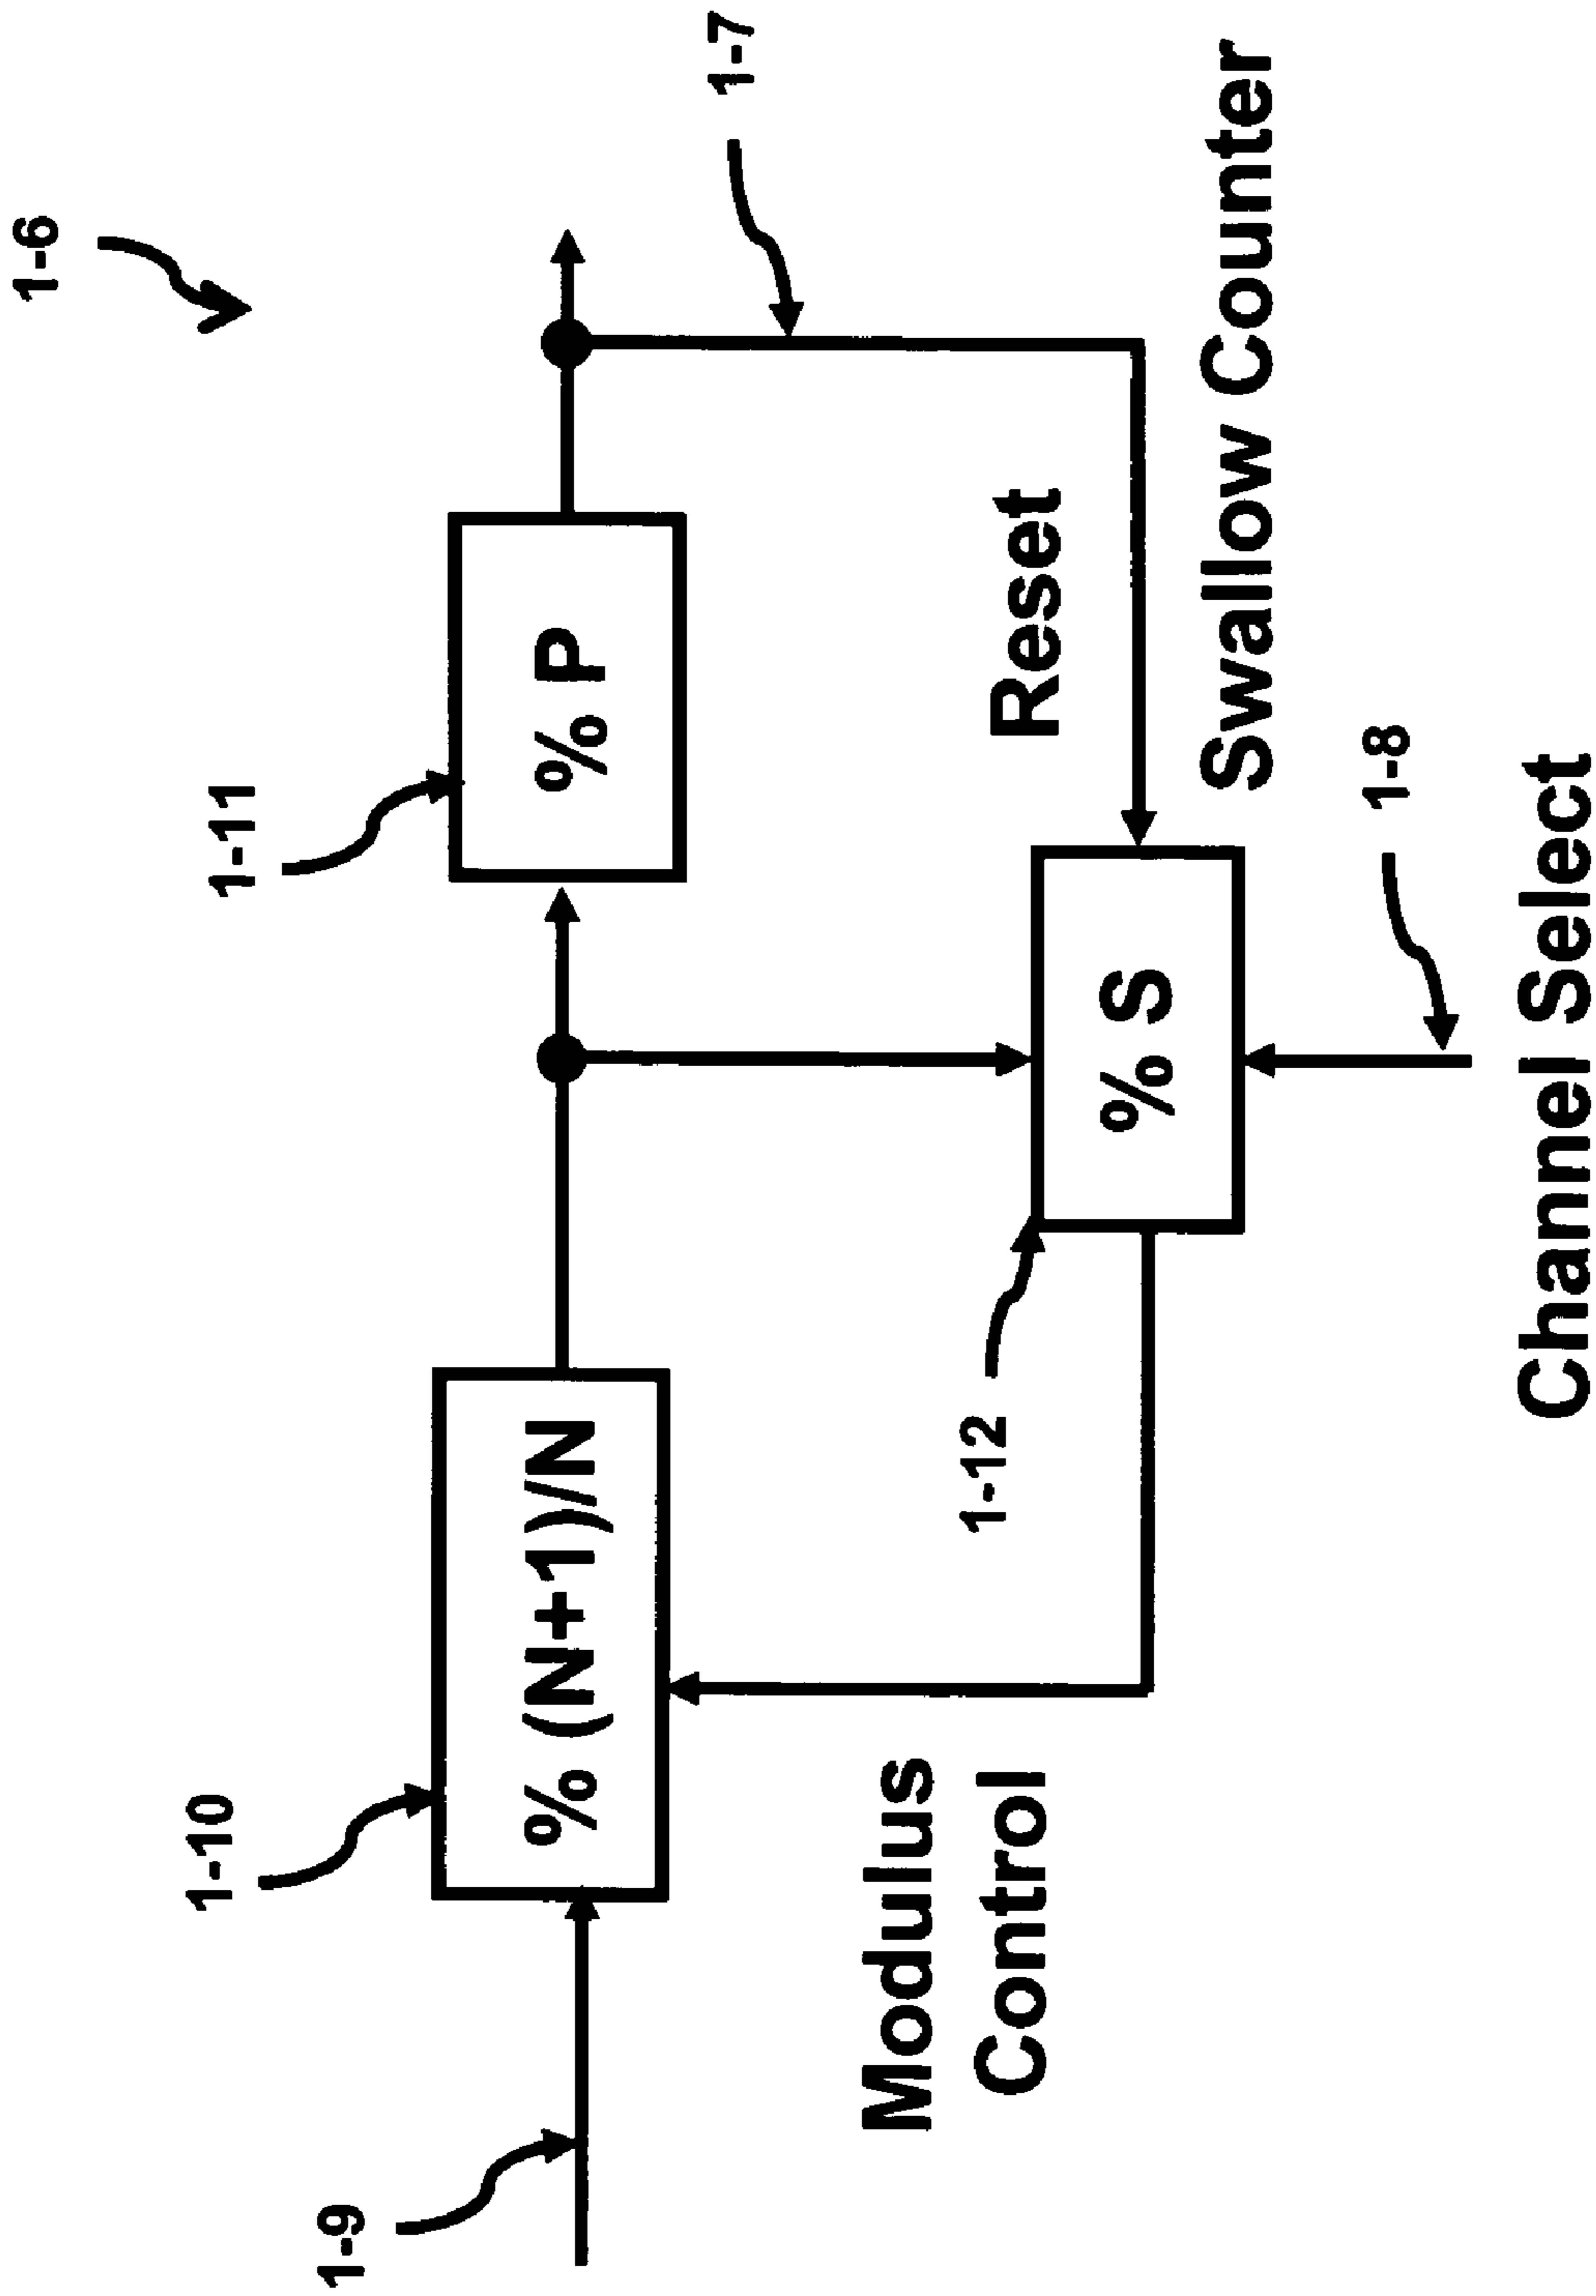 1-6
1-7
1-11
% P
1-10
% (N+1)/N
1-9
Reset
1-12
% S
Modulus
Control
Swallow Counter
1-8
Channel Select